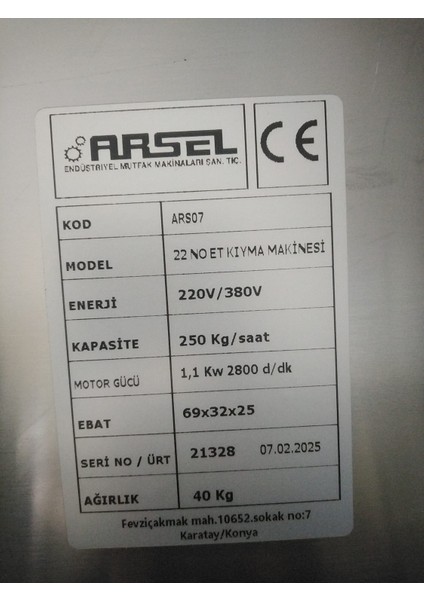 ARSEL
ENDÜSTRİYEL MUTFAK MAKİNALARI SAN. TİC.
CE
KOD ARS07
MODEL 22 NO ET KIYMA MAKİNESİ
ENERJİ 220V/380V
KAPASİTE 250 Kg/saat
MOTOR GÜCÜ 1,1 Kw 2800 d/dk
EBAT 69x32x25
SERİ NO / ÜRT 21328 07.02.2025
AĞIRLIK 40 Kg
Fevziçakmak mah.10652.sokak no:7
Karatay/Konya